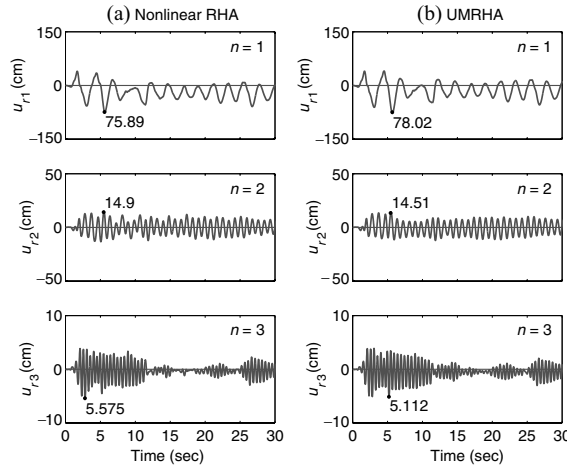 (a) Nonlinear RHA
(b) UMRHA
150
0
−150
u_r1 (cm)
n = 1
75.89
150
0
−150
u_r1 (cm)
n = 1
78.02
50
0
−50
u_r2 (cm)
n = 2
14.9
50
0
−50
u_r2 (cm)
n = 2
14.51
10
0
−10
u_r3 (cm)
n = 3
5.575
0 5 10 15 20 25 30
Time (sec)
10
0
−10
u_r3 (cm)
n = 3
5.112
0 5 10 15 20 25 30
Time (sec)